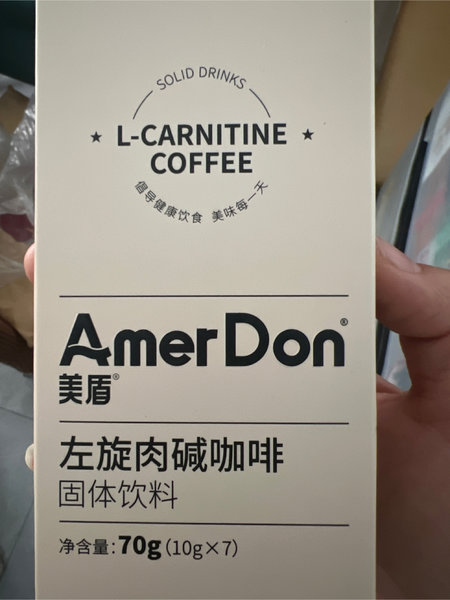 SOLID DRINKS
★ L-CARNITINE ★
COFFEE
倡导健康饮食 美味每一天
AmerDon®
美盾®
左旋肉碱咖啡
固体饮料
净含量:70g(10g×7)